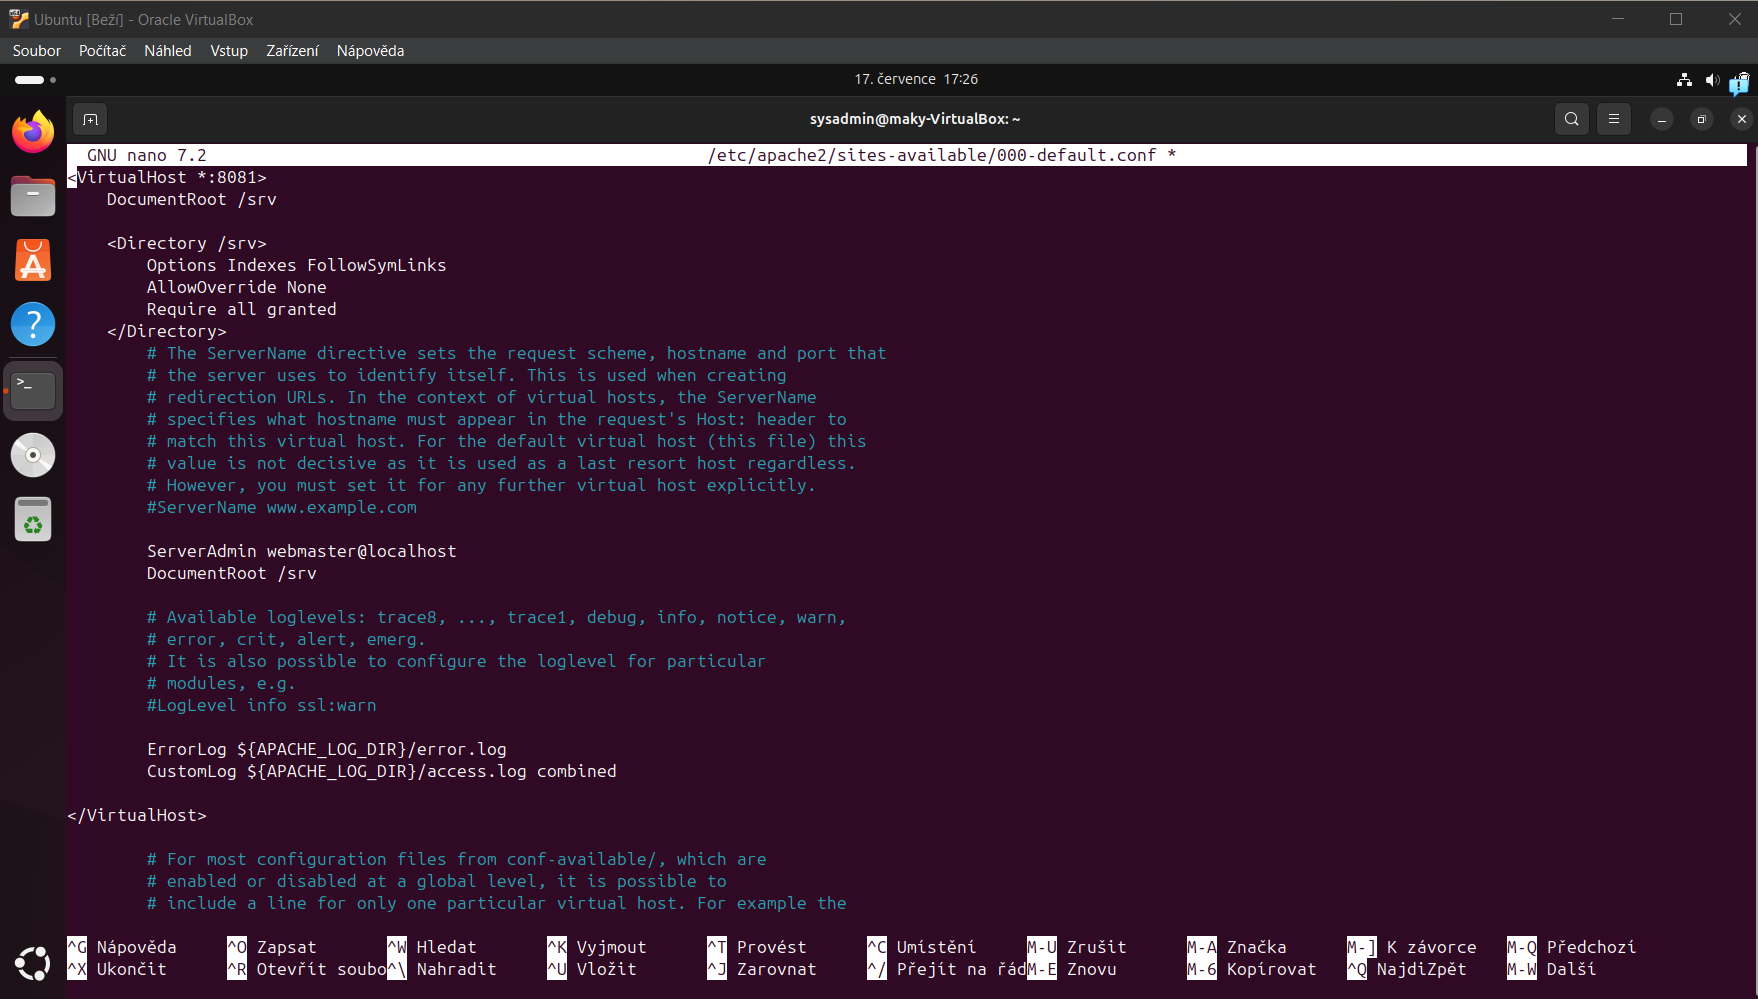 Ubuntu [Beží] - Oracle VirtualBox
Soubor Počítač Náhled Vstup Zařízení Nápověda
17. července 17:26
sysadmin@maky-VirtualBox: ~
GNU nano 7.2 /etc/apache2/sites-available/000-default.conf *
<VirtualHost *:8081>
DocumentRoot /srv
<Directory /srv>
Options Indexes FollowSymLinks
AllowOverride None
Require all granted
</Directory>
# The ServerName directive sets the request scheme, hostname and port that
# the server uses to identify itself. This is used when creating
# redirection URLs. In the context of virtual hosts, the ServerName
# specifies what hostname must appear in the request's Host: header to
# match this virtual host. For the default virtual host (this file) this
# value is not decisive as it is used as a last resort host regardless.
# However, you must set it for any further virtual host explicitly.
#ServerName www.example.com
ServerAdmin webmaster@localhost
DocumentRoot /srv
# Available loglevels: trace8, ..., trace1, debug, info, notice, warn,
# error, crit, alert, emerg.
# It is also possible to configure the loglevel for particular
# modules, e.g.
#LogLevel info ssl:warn
ErrorLog ${APACHE_LOG_DIR}/error.log
CustomLog ${APACHE_LOG_DIR}/access.log combined
</VirtualHost>
# For most configuration files from conf-available/, which are
# enabled or disabled at a global level, it is possible to
# include a line for only one particular virtual host. For example the
^G Nápověda ^O Zapsat ^W Hledat ^K Vyjmout ^T Provést ^C Umístění M-U Zrušit M-A Značka M-] K závorce M-Q Předchozí
^X Ukončit ^R Otevřít soubo^\ Nahradit ^U Vložit ^J Zarovnat ^/ Přejít na řádM-E Znovu M-6 Kopírovat ^Q NajdiZpět M-W Další